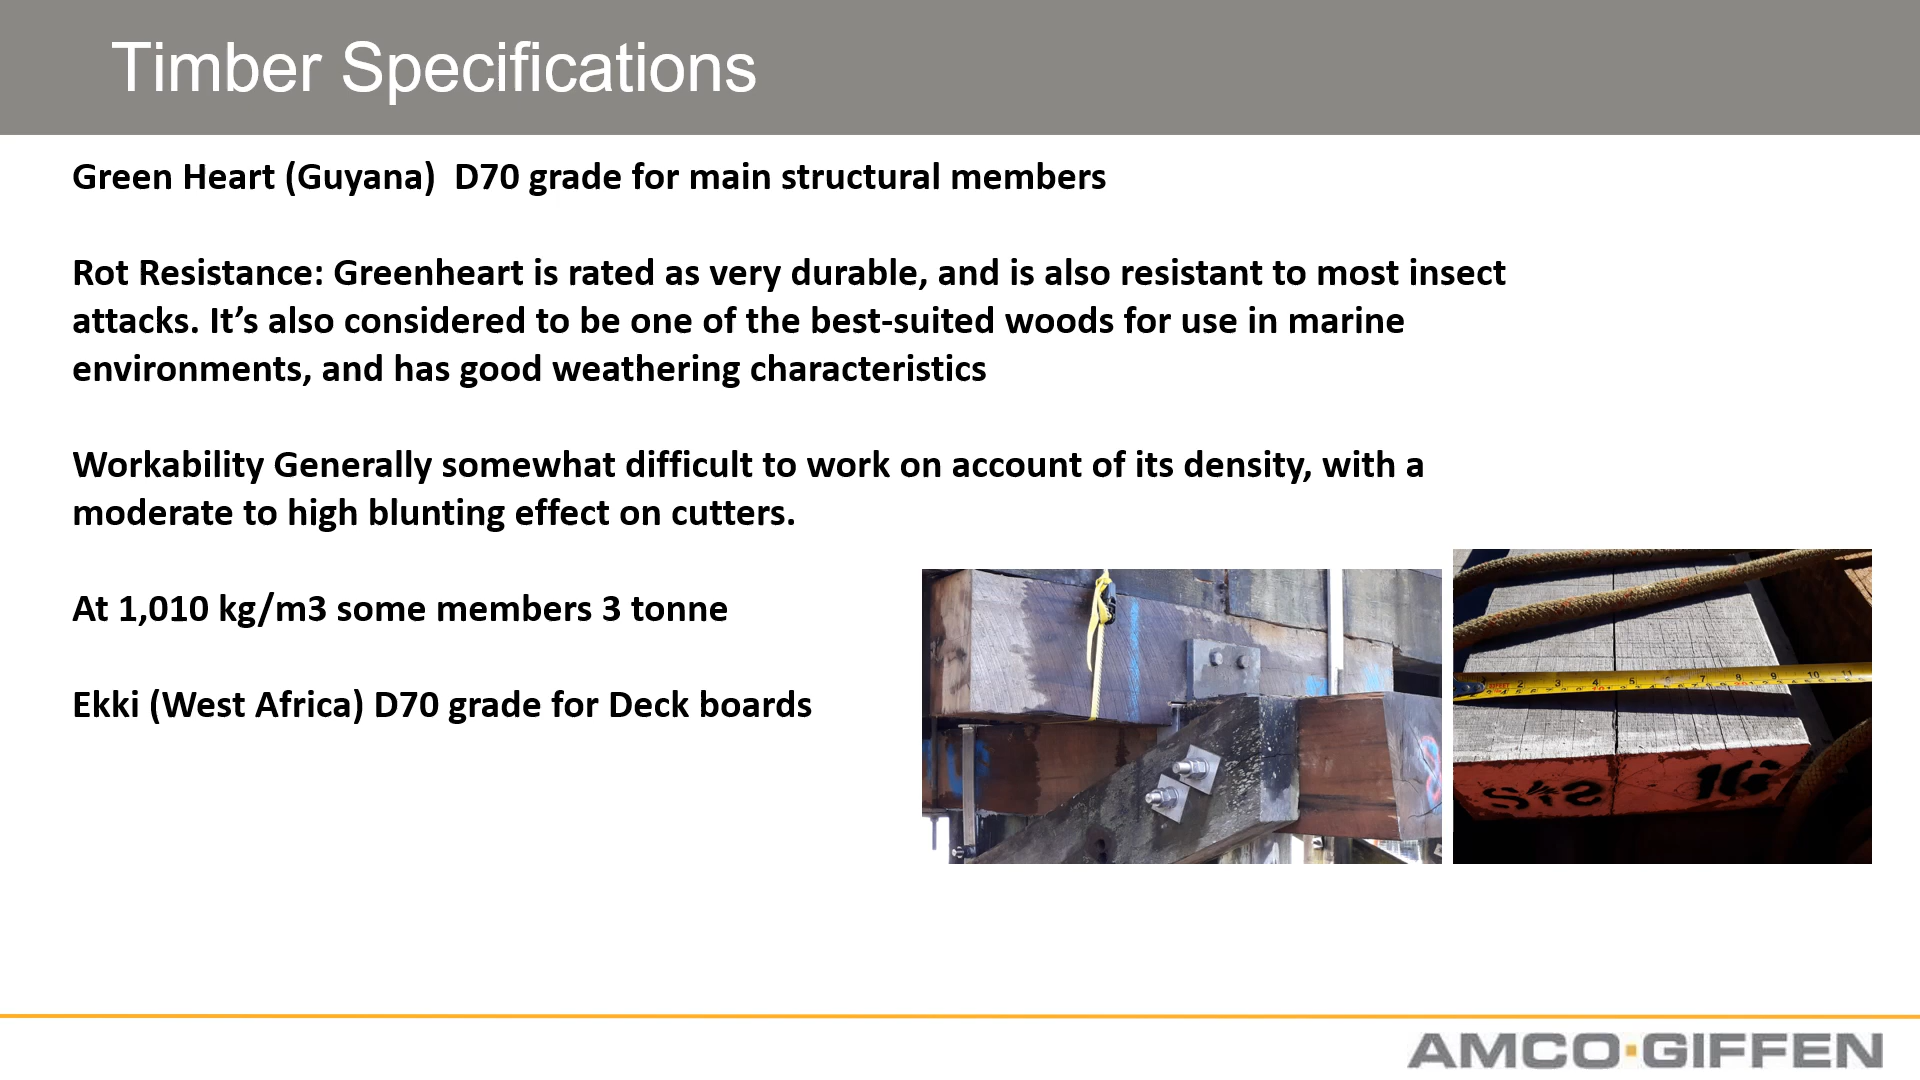 Timber Specifications
Green Heart (Guyana)  D70 grade for main structural members
Rot Resistance: Greenheart is rated as very durable, and is also resistant to most insect
attacks. It’s also considered to be one of the best-suited woods for use in marine
environments, and has good weathering characteristics
Workability Generally somewhat difficult to work on account of its density, with a
moderate to high blunting effect on cutters.
At 1,010 kg/m3 some members 3 tonne
Ekki (West Africa) D70 grade for Deck boards
AMCO·GIFFEN